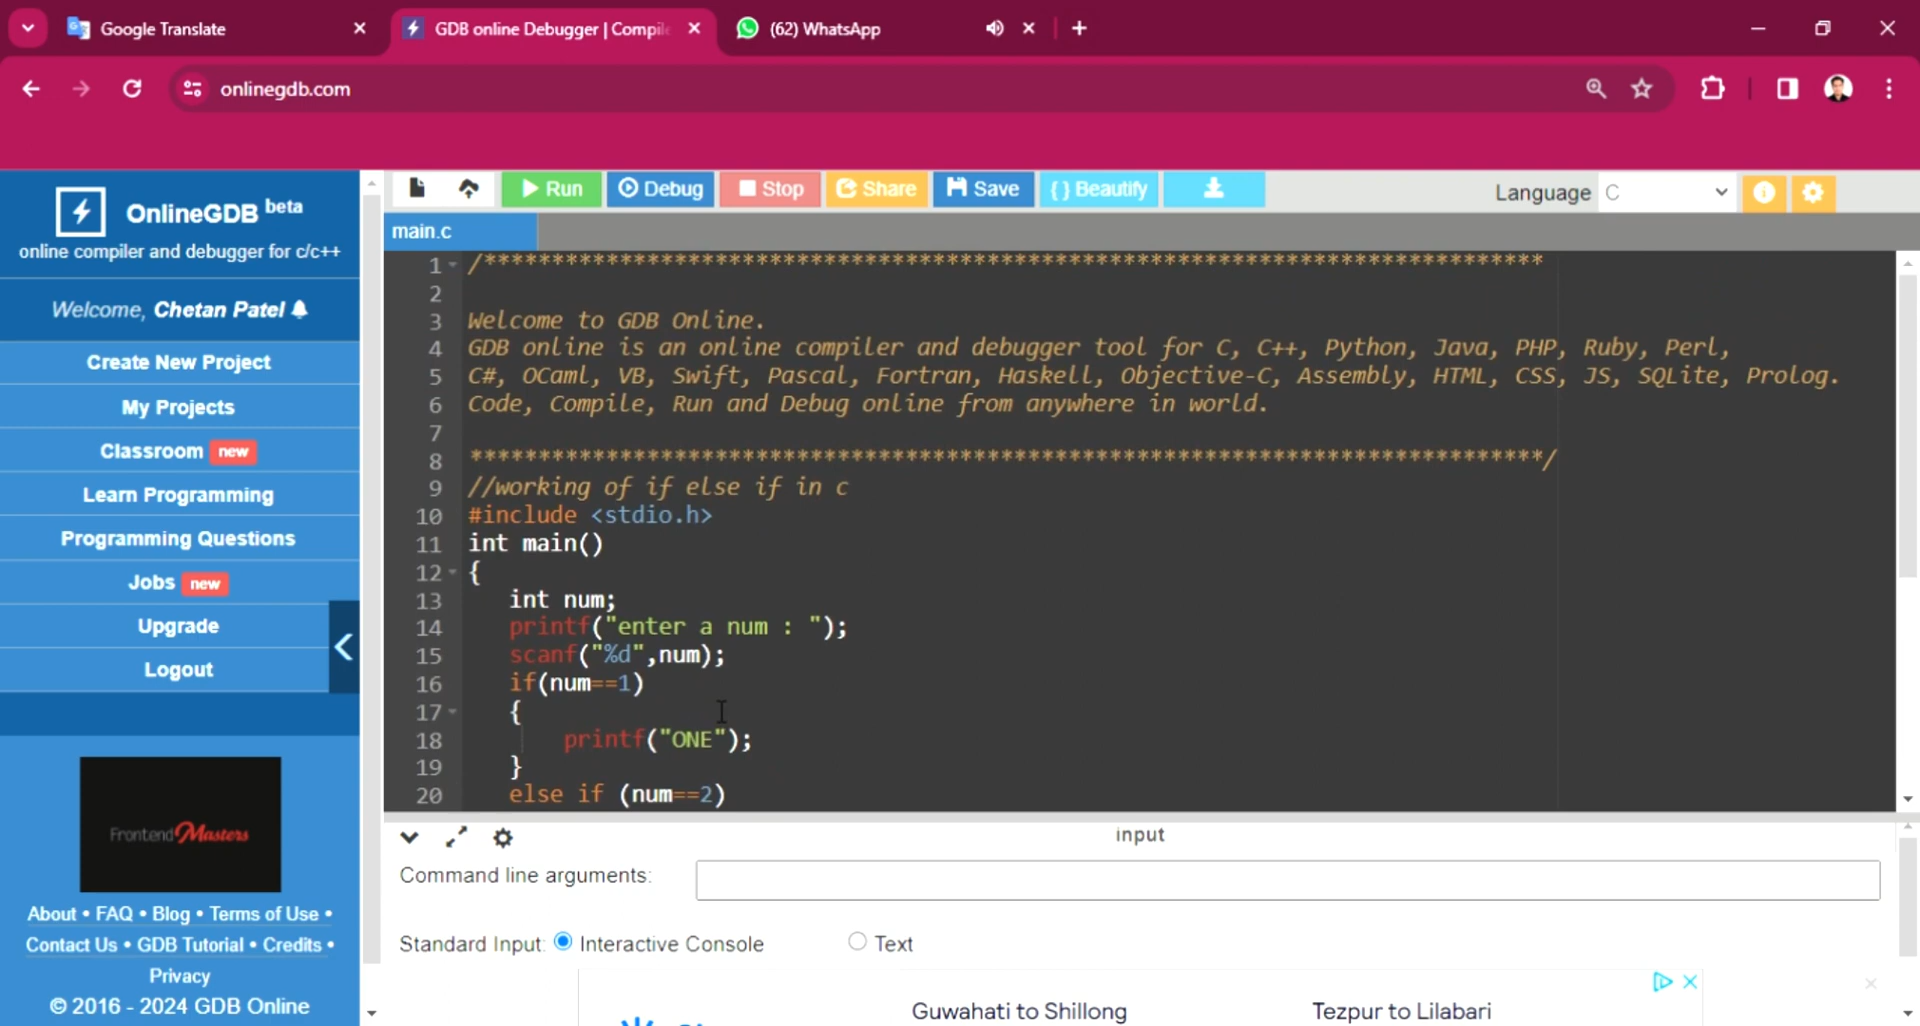 Google Translate
GDB online Debugger | Compile
(62) WhatsApp
onlinegdb.com
OnlineGDB beta
online compiler and debugger for c/c++
Welcome, Chetan Patel
Create New Project
My Projects
Classroom new
Learn Programming
Programming Questions
Jobs new
Upgrade
Logout
Frontend Masters
About • FAQ • Blog • Terms of Use •
Contact Us • GDB Tutorial • Credits •
Privacy
© 2016 - 2024 GDB Online
Run
Debug
Stop
Share
Save
{ } Beautify
Language C
main.c
1 /******************************************************************************
2
3 Welcome to GDB Online.
4 GDB online is an online compiler and debugger tool for C, C++, Python, Java, PHP, Ruby, Perl,
5 C#, OCaml, VB, Swift, Pascal, Fortran, Haskell, Objective-C, Assembly, HTML, CSS, JS, SQLite, Prolog.
6 Code, Compile, Run and Debug online from anywhere in world.
7
8 *******************************************************************************/
9 //working of if else if in c
10 #include <stdio.h>
11 int main()
12 {
13 int num;
14 printf("enter a num : ");
15 scanf("%d",num);
16 if(num==1)
17 {
18 printf("ONE");
19 }
20 else if (num==2)
input
Command line arguments:
Standard Input: Interactive Console Text
Guwahati to Shillong
Tezpur to Lilabari